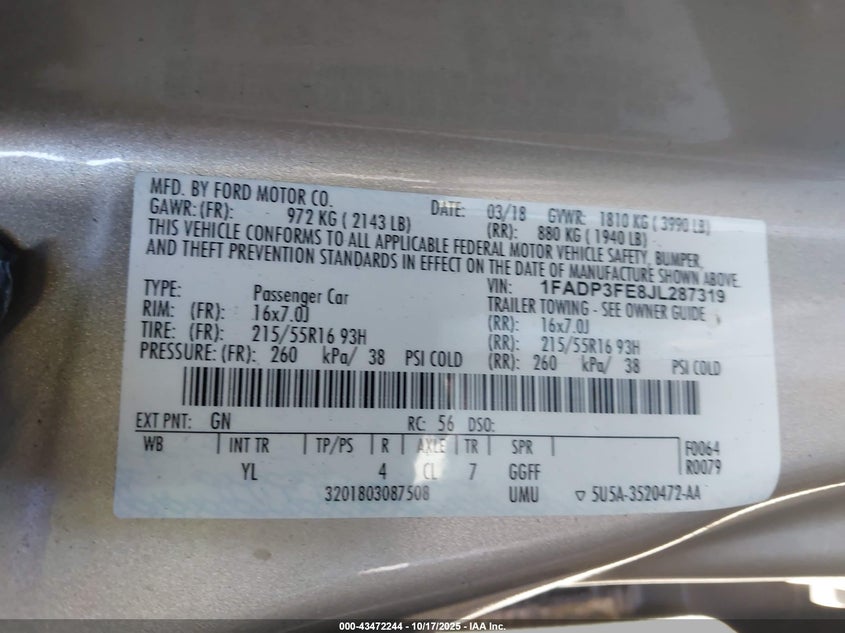 MFD. BY FORD MOTOR CO.
DATE: 03/18 GVWR: 1810 KG ( 3990 LB)
GAWR: (FR): 972 KG ( 2143 LB) (RR): 880 KG ( 1940 LB)
THIS VEHICLE CONFORMS TO ALL APPLICABLE FEDERAL MOTOR VEHICLE SAFETY, BUMPER,
AND THEFT PREVENTION STANDARDS IN EFFECT ON THE DATE OF MANUFACTURE SHOWN ABOVE.
VIN: 1FADP3FE8JL287319
TYPE: Passenger Car TRAILER TOWING - SEE OWNER GUIDE
RIM: (FR): 16x7.0J (RR): 16x7.0J
TIRE: (FR): 215/55R16 93H (RR): 215/55R16 93H
PRESSURE: (FR): 260 kPa/ 38 PSI COLD (RR): 260 kPa/ 38 PSI COLD
EXT PNT: GN RC: 56 DSO:
WB INT TR TP/PS R AXLE TR SPR F0064
YL 4 CL 7 GGFF R0079
3201803087508 UMU ▽ 5U5A-3520472-AA
000-43472244 - 10/17/2025 - IAA Inc.